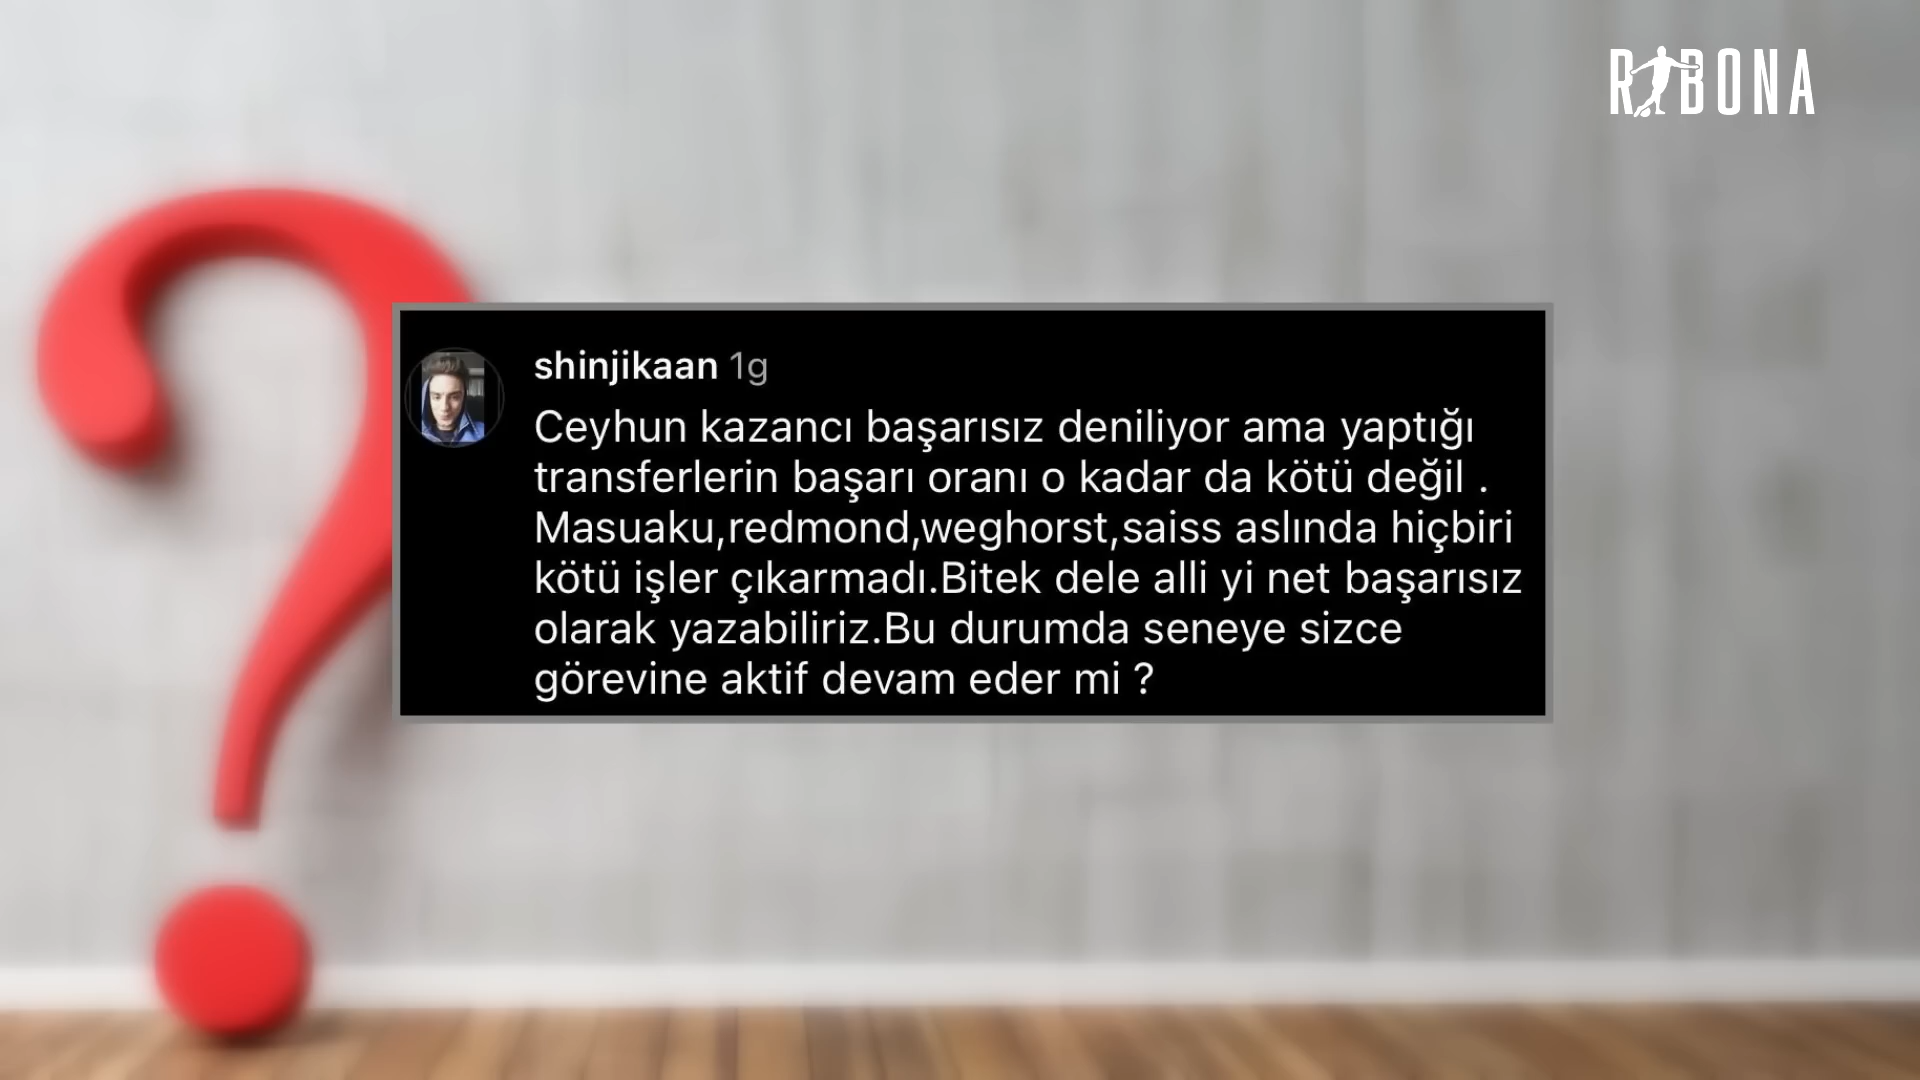 RABONA
shinjikaan 1g
Ceyhun kazancı başarısız deniliyor ama yaptığı
transferlerin başarı oranı o kadar da kötü değil .
Masuaku,redmond,weghorst,saiss aslında hiçbiri
kötü işler çıkarmadı.Bitek dele alli yi net başarısız
olarak yazabiliriz.Bu durumda seneye sizce
görevine aktif devam eder mi ?